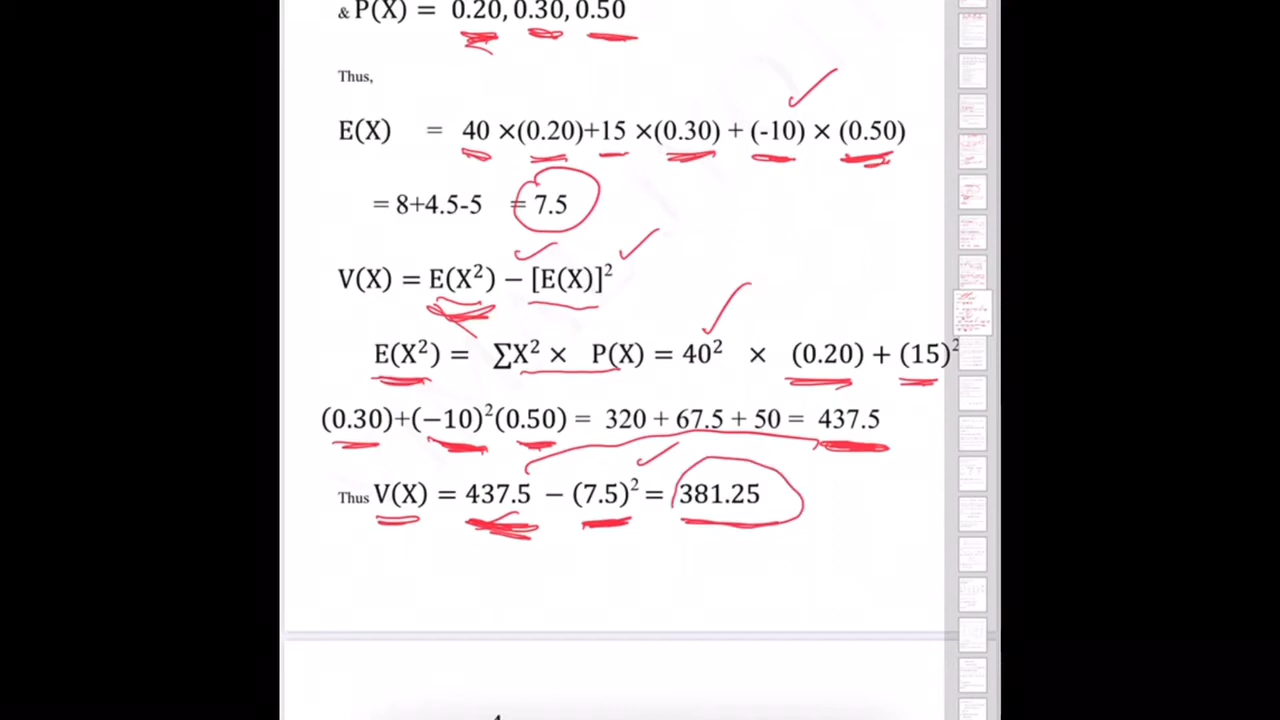 & P(X) = 0.20, 0.30, 0.50
Thus,
E(X) = 40 ×(0.20)+15 ×(0.30) + (-10) × (0.50)
= 8+4.5-5 = 7.5
V(X) = E(X²) − [E(X)]²
E(X²) = ∑X² × P(X) = 40² × (0.20) + (15)²
(0.30)+(−10)²(0.50) = 320 + 67.5 + 50 = 437.5
Thus V(X) = 437.5 − (7.5)² = 381.25